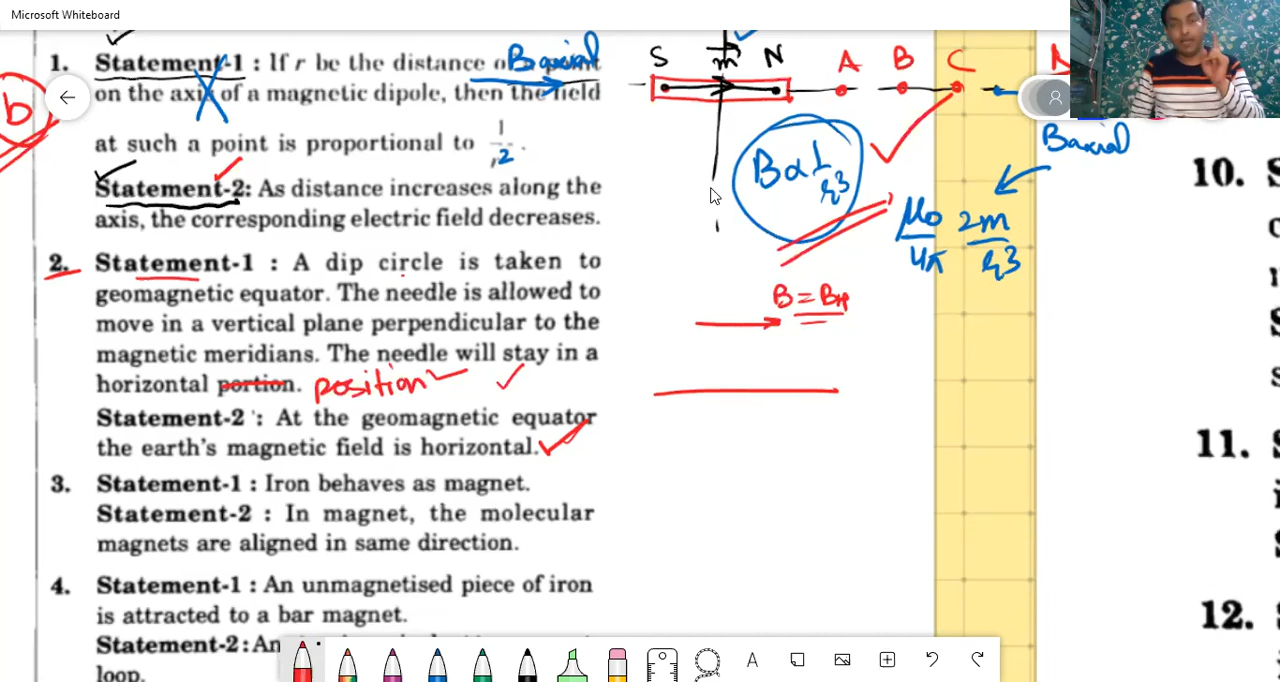 Microsoft Whiteboard
1. Statement-1 : If r be the distance o
on the axis of a magnetic dipole, then the field
at such a point is proportional to 1/r2.
Statement-2: As distance increases along the
axis, the corresponding electric field decreases.
2. Statement-1 : A dip circle is taken to
geomagnetic equator. The needle is allowed to
move in a vertical plane perpendicular to the
magnetic meridians. The needle will stay in a
horizontal portion. position
Statement-2 : At the geomagnetic equator
the earth's magnetic field is horizontal.
3. Statement-1 : Iron behaves as magnet.
Statement-2 : In magnet, the molecular
magnets are aligned in same direction.
4. Statement-1 : An unmagnetised piece of iron
is attracted to a bar magnet.
Statement-2: An
loop.
b
B axial
S m N A B C
B α 1/r3
B axial
μ0/4π 2m/r3
B = BH
10. S
11. S
12. S
A